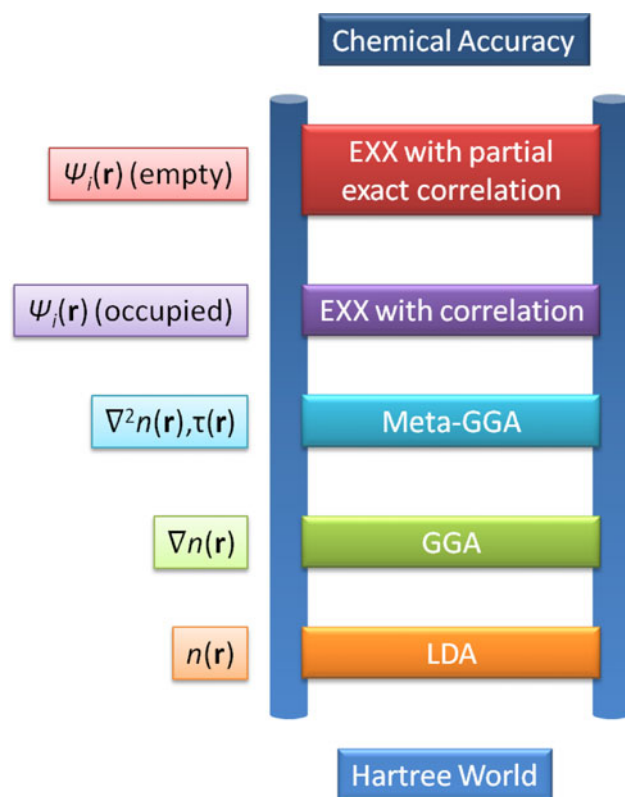 Chemical Accuracy
Ψi(r) (empty)
EXX with partial
exact correlation
Ψi(r) (occupied)
EXX with correlation
∇²n(r),τ(r)
Meta-GGA
∇n(r)
GGA
n(r)
LDA
Hartree World